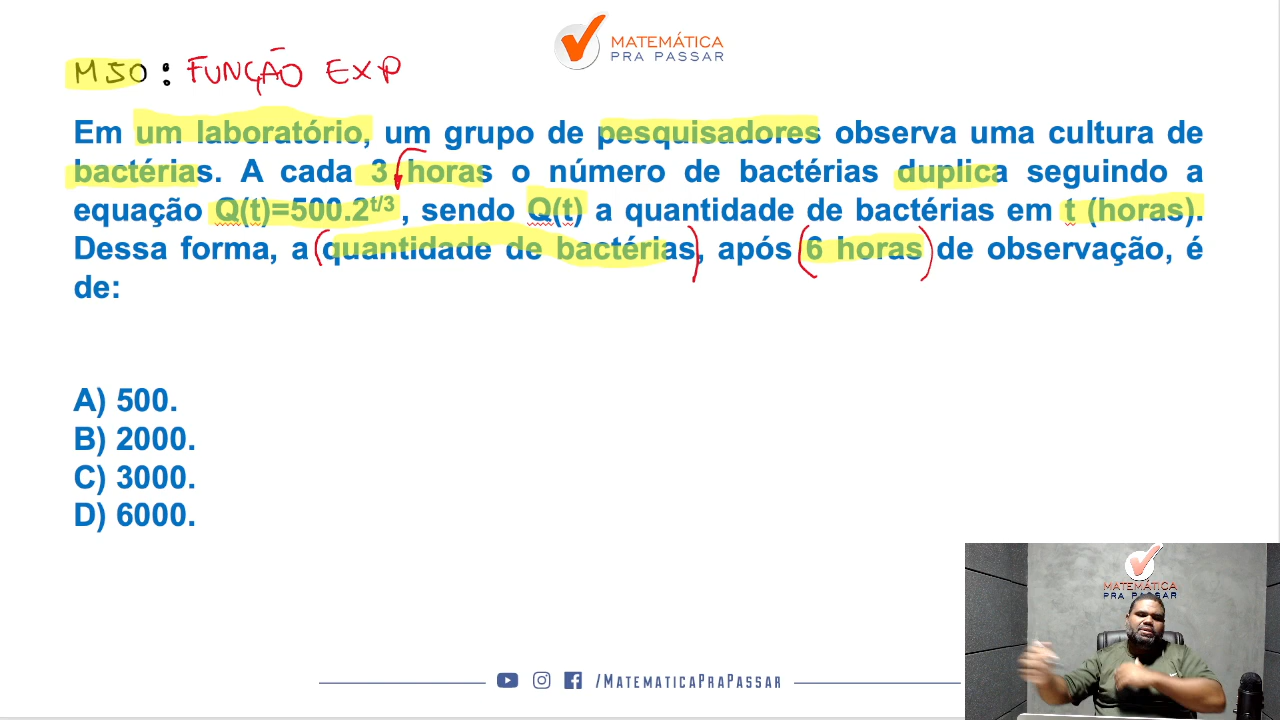 MATEMÁTICA
PRA PASSAR
M50: FUNÇÃO EXP
Em um laboratório, um grupo de pesquisadores observa uma cultura de
bactérias. A cada 3 horas o número de bactérias duplica seguindo a
equação Q(t)=500.2^{t/3}, sendo Q(t) a quantidade de bactérias em t (horas).
Dessa forma, a (quantidade de bactérias), após (6 horas) de observação, é
de:
A) 500.
B) 2000.
C) 3000.
D) 6000.
MATEMÁTICA
PRA PASSAR
/MATEMATICAPRAPASSAR